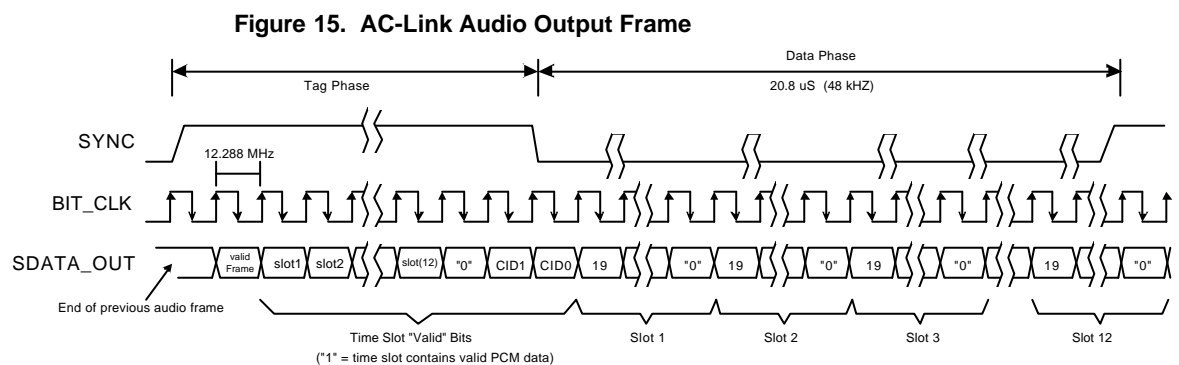 Figure 15. AC-Link Audio Output Frame
Data Phase
Tag Phase
20.8 uS (48 kHZ)
SYNC
12.288 MHz
BIT_CLK
SDATA_OUT
valid Frame slot1 slot2 slot(12) "0" CID1 CID0 19 "0" 19 "0" 19 "0" 19 "0"
End of previous audio frame
Time Slot "Valid" Bits
("1" = time slot contains valid PCM data)
Slot 1
Slot 2
Slot 3
Slot 12